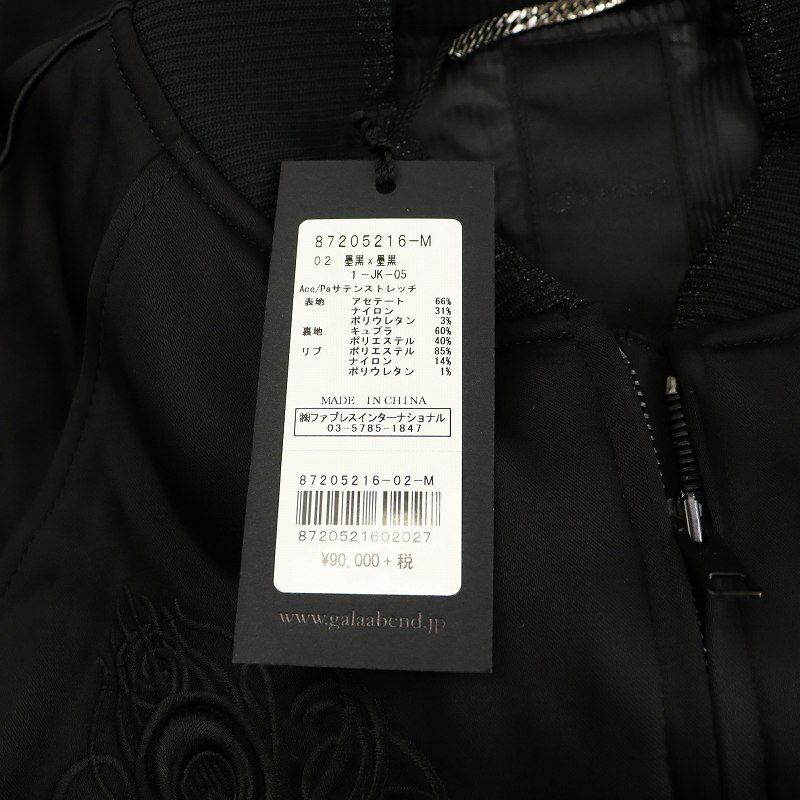 87205216-M
02 墨黒x墨黒
1-JK-05
Ace/Paサテンストレッチ
表地 アセテート 66%
ナイロン 31%
ポリウレタン 3%
裏地 キュプラ 60%
ポリエステル 40%
リブ ポリエステル 85%
ナイロン 14%
ポリウレタン 1%
MADE IN CHINA
㈱ファブレスインターナショナル
03-5785-1847
87205216-02-M
8720521602027
¥90,000+税
www.galaabend.jp